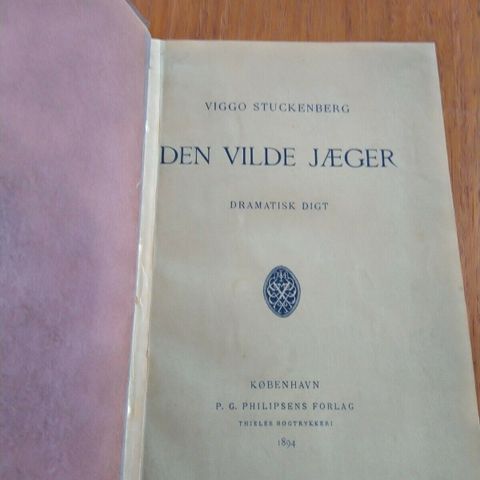 VIGGO STUCKENBERG
DEN VILDE JÆGER
DRAMATISK DIGT
KØBENHAVN
P. G. PHILIPSENS FORLAG
THIELES BOGTRYKKERI
1894